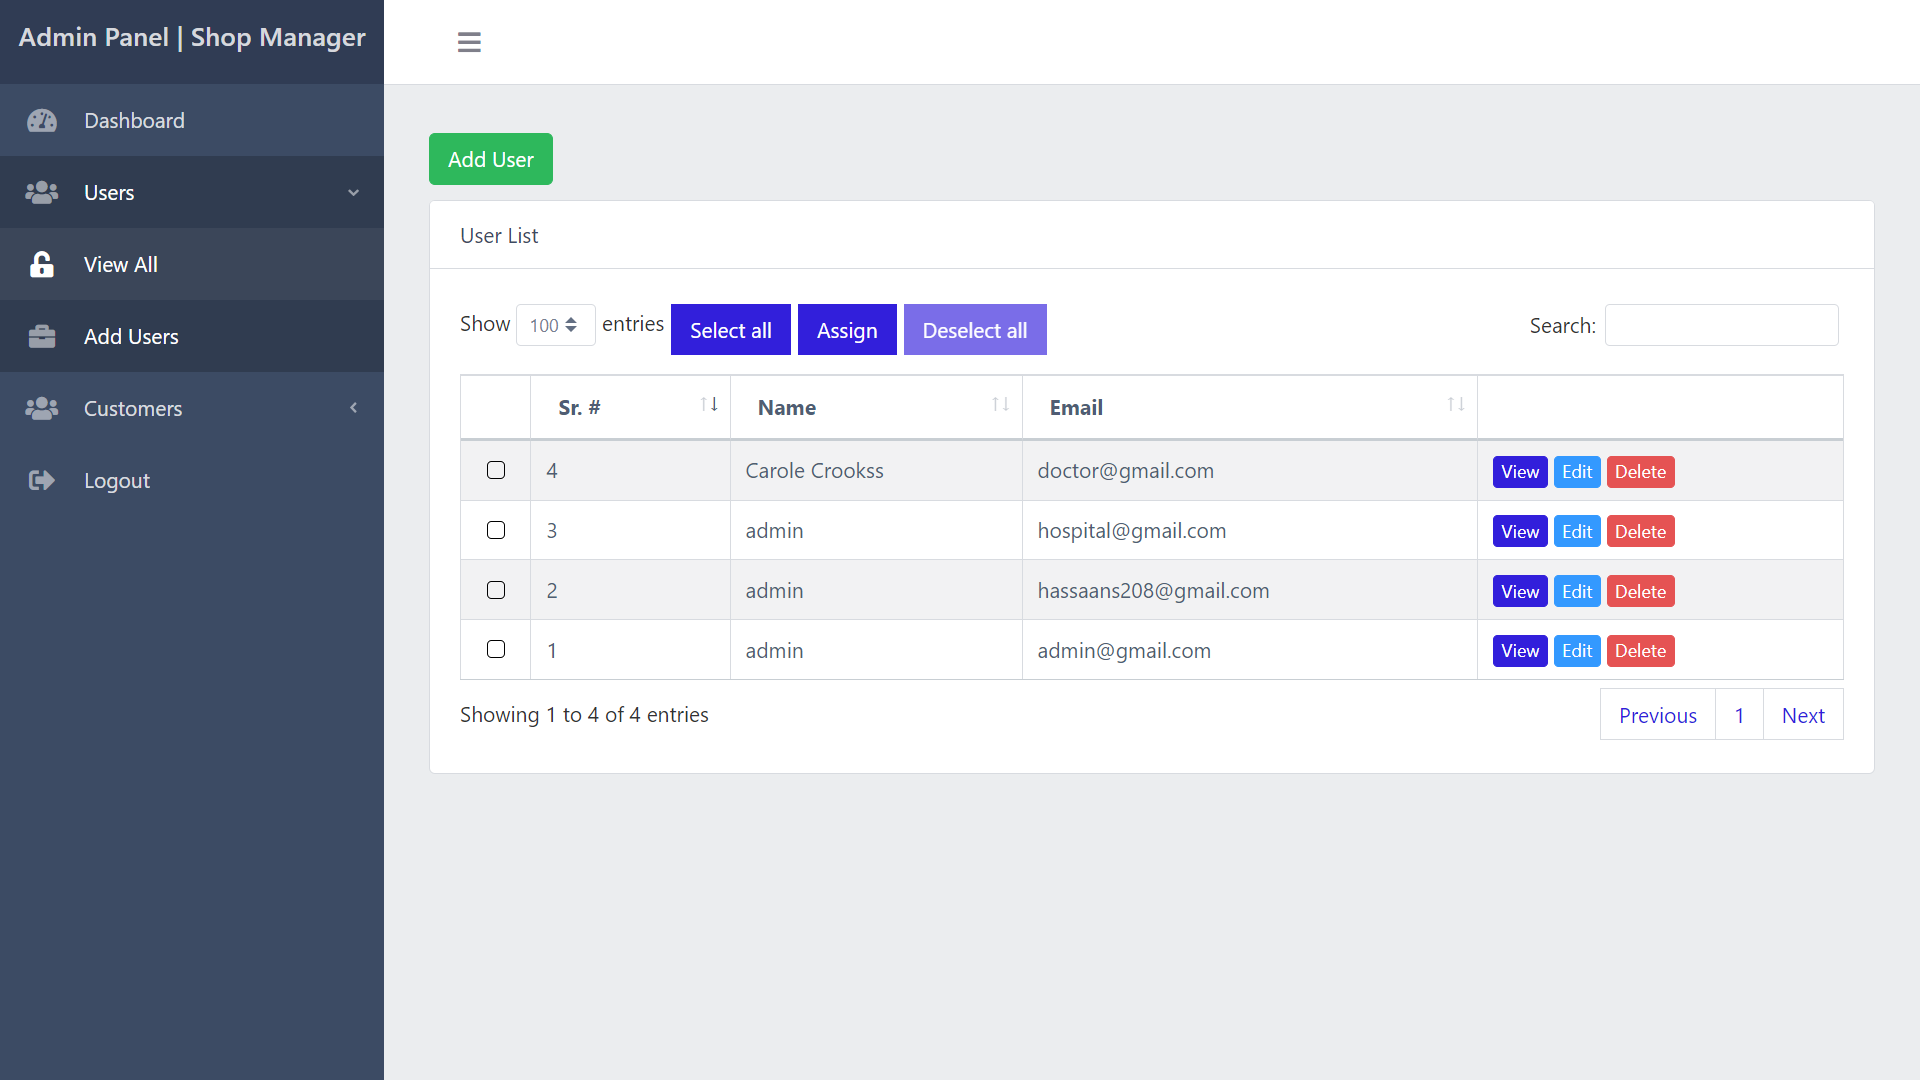 Admin Panel | Shop Manager
Dashboard
Users
View All
Add Users
Customers
Logout
Add User
User List
Show 100 entries Select all Assign Deselect all Search:
Sr. # Name Email
4 Carole Crookss doctor@gmail.com View Edit Delete
3 admin hospital@gmail.com View Edit Delete
2 admin hassaans208@gmail.com View Edit Delete
1 admin admin@gmail.com View Edit Delete
Showing 1 to 4 of 4 entries Previous 1 Next